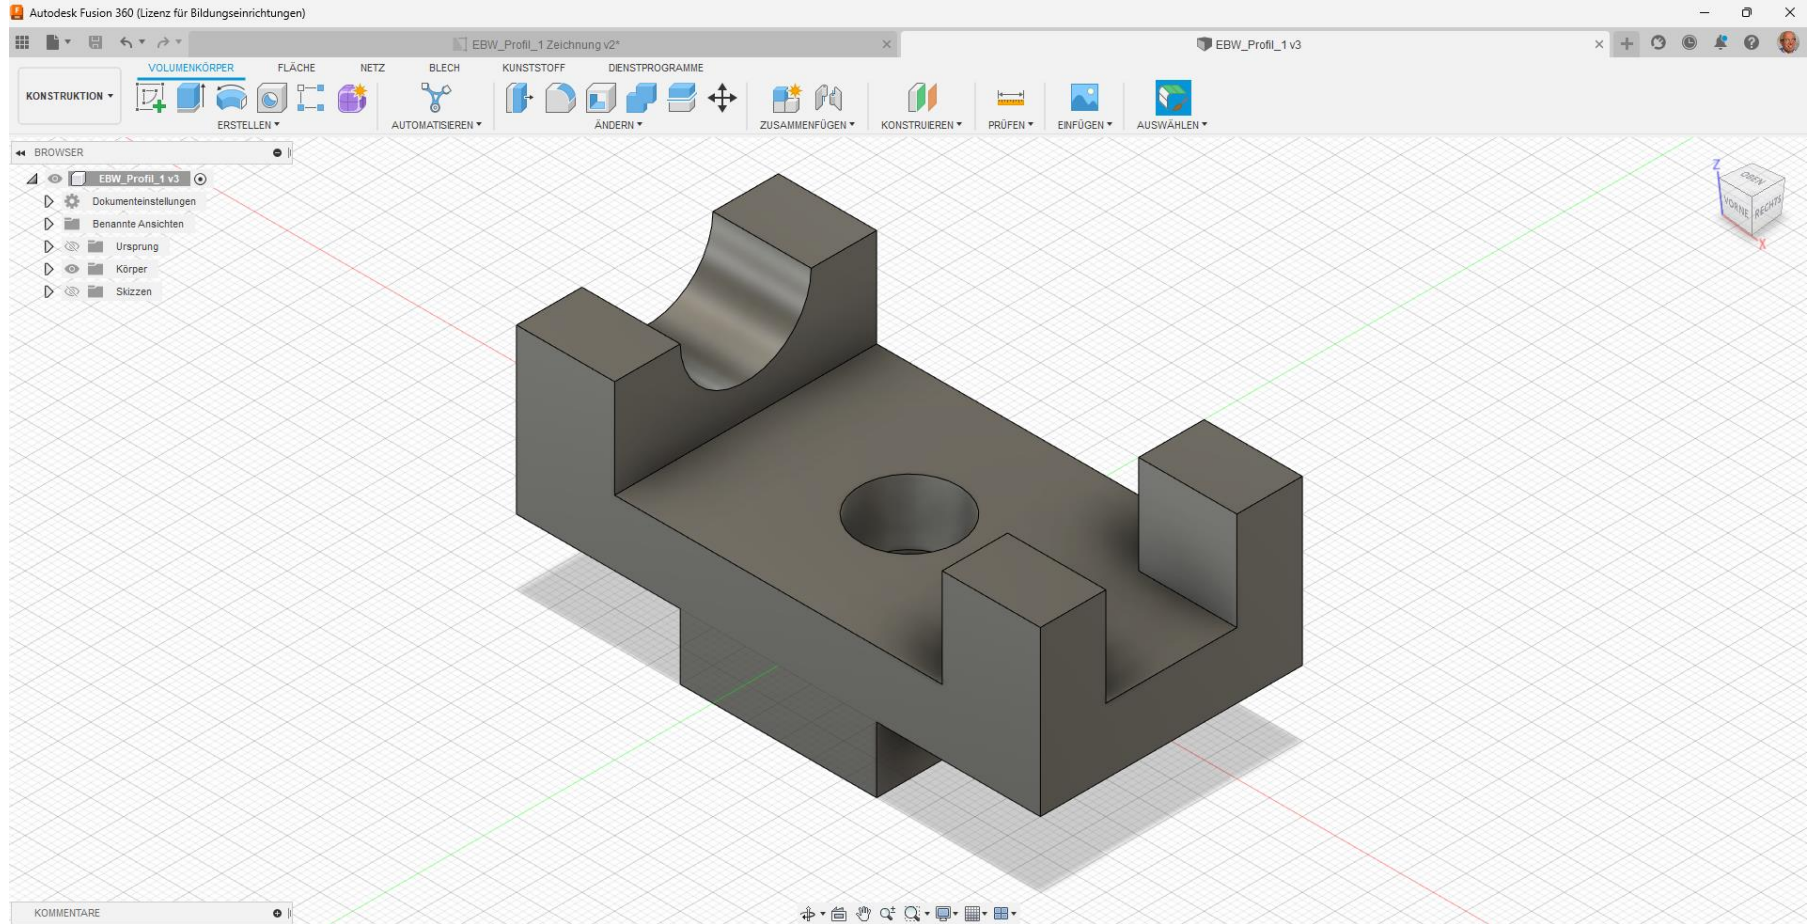 Autodesk Fusion 360 (Lizenz für Bildungseinrichtungen)
EBW_Profil_1 Zeichnung v2*
EBW_Profil_1 v3
VOLUMENKÖRPER FLÄCHE NETZ BLECH KUNSTSTOFF DIENSTPROGRAMME
KONSTRUKTION
ERSTELLEN AUTOMATISIEREN ÄNDERN ZUSAMMENFÜGEN KONSTRUIEREN PRÜFEN EINFÜGEN AUSWÄHLEN
BROWSER
EBW_Profil_1 v3
Dokumenteinstellungen
Benannte Ansichten
Ursprung
Körper
Skizzen
Z
OBEN
VORNE RECHTS
X
KOMMENTARE